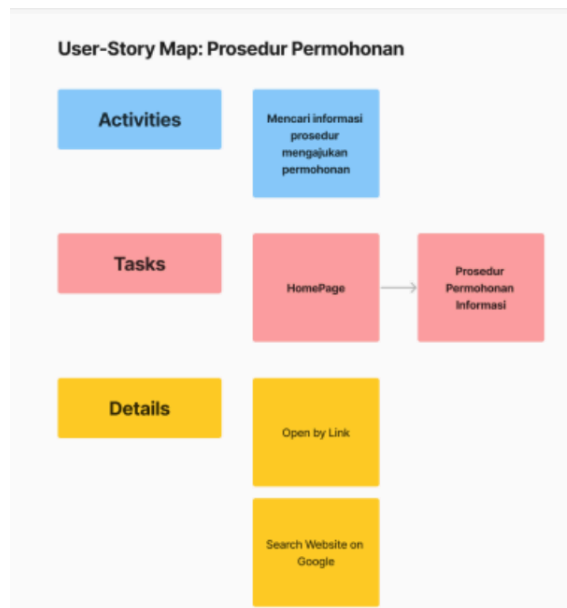 User-Story Map: Prosedur Permohonan
Activities
Mencari informasi
prosedur
mengajukan
permohonan
Tasks
HomePage
Prosedur
Permohonan
Informasi
Details
Open by Link
Search Website on
Google